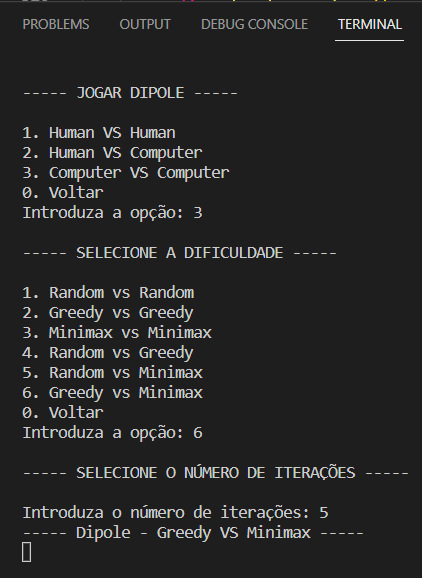 PROBLEMS OUTPUT DEBUG CONSOLE TERMINAL
----- JOGAR DIPOLE -----
1. Human VS Human
2. Human VS Computer
3. Computer VS Computer
0. Voltar
Introduza a opção: 3
----- SELECIONE A DIFICULDADE -----
1. Random vs Random
2. Greedy vs Greedy
3. Minimax vs Minimax
4. Random vs Greedy
5. Random vs Minimax
6. Greedy vs Minimax
0. Voltar
Introduza a opção: 6
----- SELECIONE O NÚMERO DE ITERAÇÕES -----
Introduza o número de iterações: 5
----- Dipole - Greedy VS Minimax -----